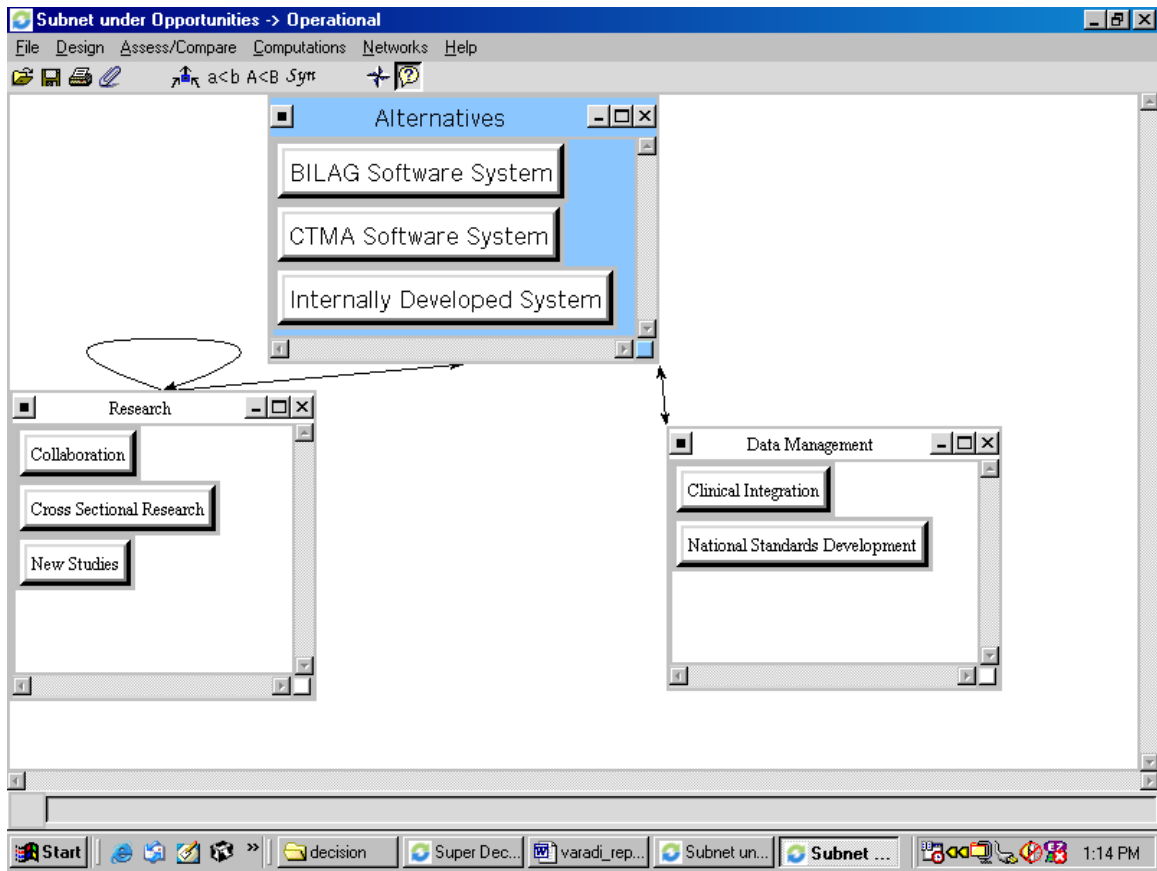 Subnet under Opportunities -> Operational
File Design Assess/Compare Computations Networks Help
a<b A<B Syn
Alternatives
BILAG Software System
CTMA Software System
Internally Developed System
Research
Collaboration
Cross Sectional Research
New Studies
Data Management
Clinical Integration
National Standards Development
Start » decision Super Dec... varadi_rep... Subnet un... Subnet ... 1:14 PM